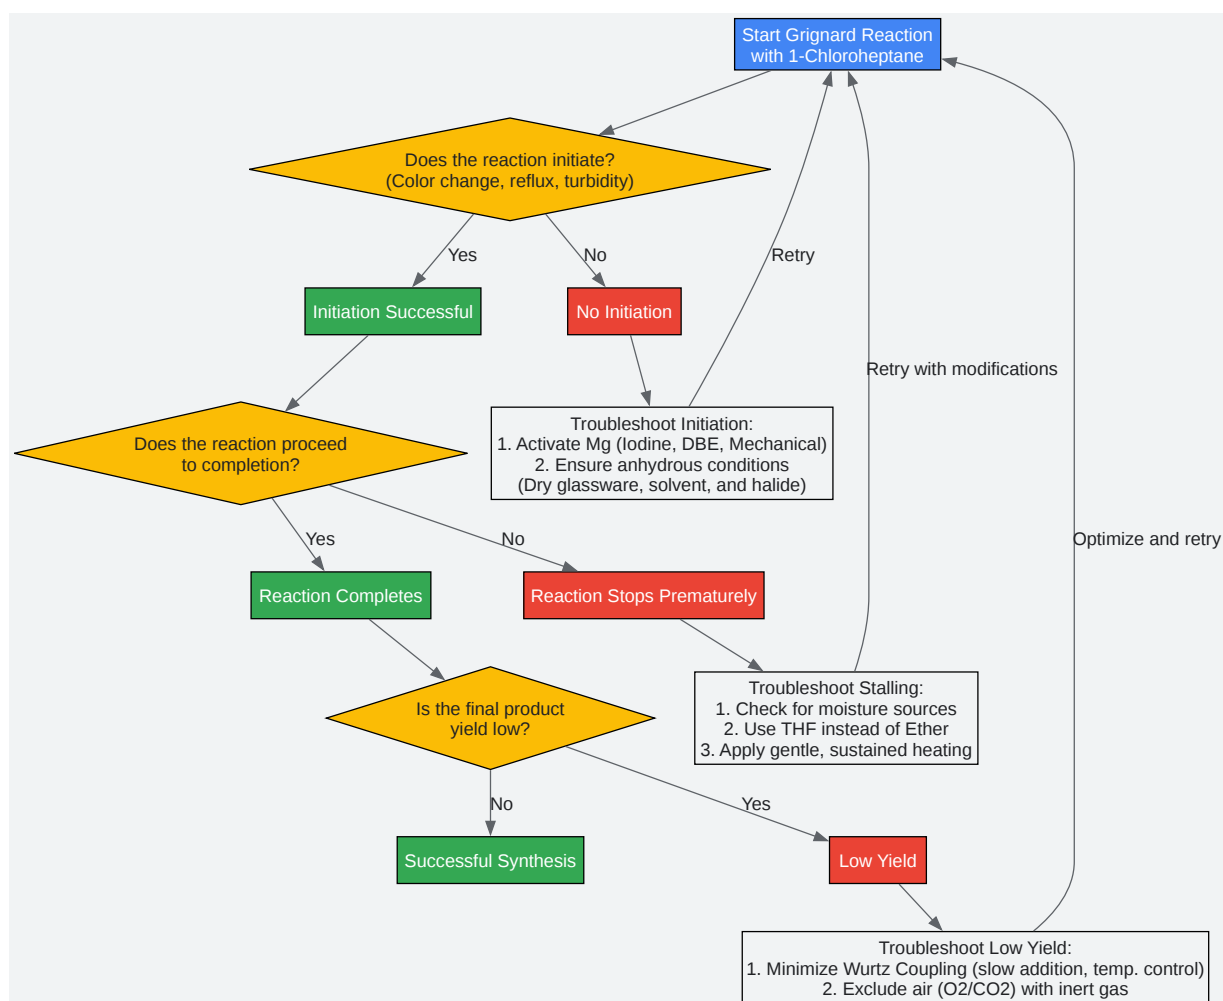 Start Grignard Reaction
with 1-Chloroheptane
Does the reaction initiate?
(Color change, reflux, turbidity)
Yes
No
Retry
Initiation Successful
No Initiation
Retry with modifications
Troubleshoot Initiation:
1. Activate Mg (Iodine, DBE, Mechanical)
2. Ensure anhydrous conditions
(Dry glassware, solvent, and halide)
Does the reaction proceed
to completion?
Yes
No
Optimize and retry
Reaction Completes
Reaction Stops Prematurely
Troubleshoot Stalling:
1. Check for moisture sources
2. Use THF instead of Ether
3. Apply gentle, sustained heating
Is the final product
yield low?
No
Yes
Successful Synthesis
Low Yield
Troubleshoot Low Yield:
1. Minimize Wurtz Coupling (slow addition, temp. control)
2. Exclude air (O2/CO2) with inert gas